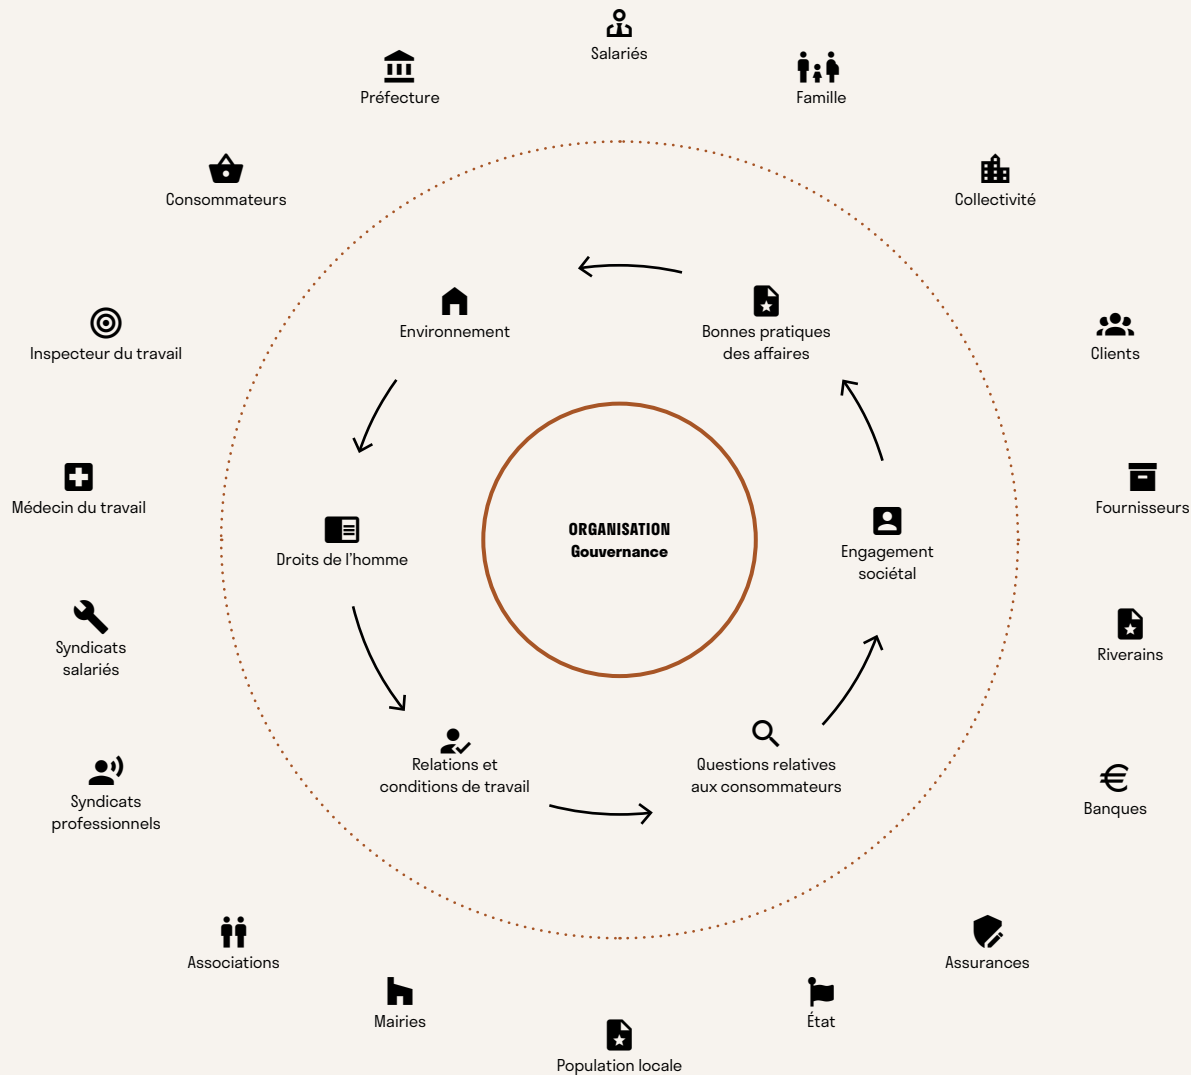 Salariés
Préfecture
Famille
Consommateurs
Collectivité
Environnement
Bonnes pratiques
des affaires
Inspecteur du travail
Clients
Médecin du travail
Fournisseurs
ORGANISATION
Gouvernance
Droits de l'homme
Engagement
sociétal
Syndicats
salariés
Riverains
Relations et
conditions de travail
Questions relatives
aux consommateurs
Syndicats
professionnels
Banques
Associations
Assurances
Mairies
État
Population locale